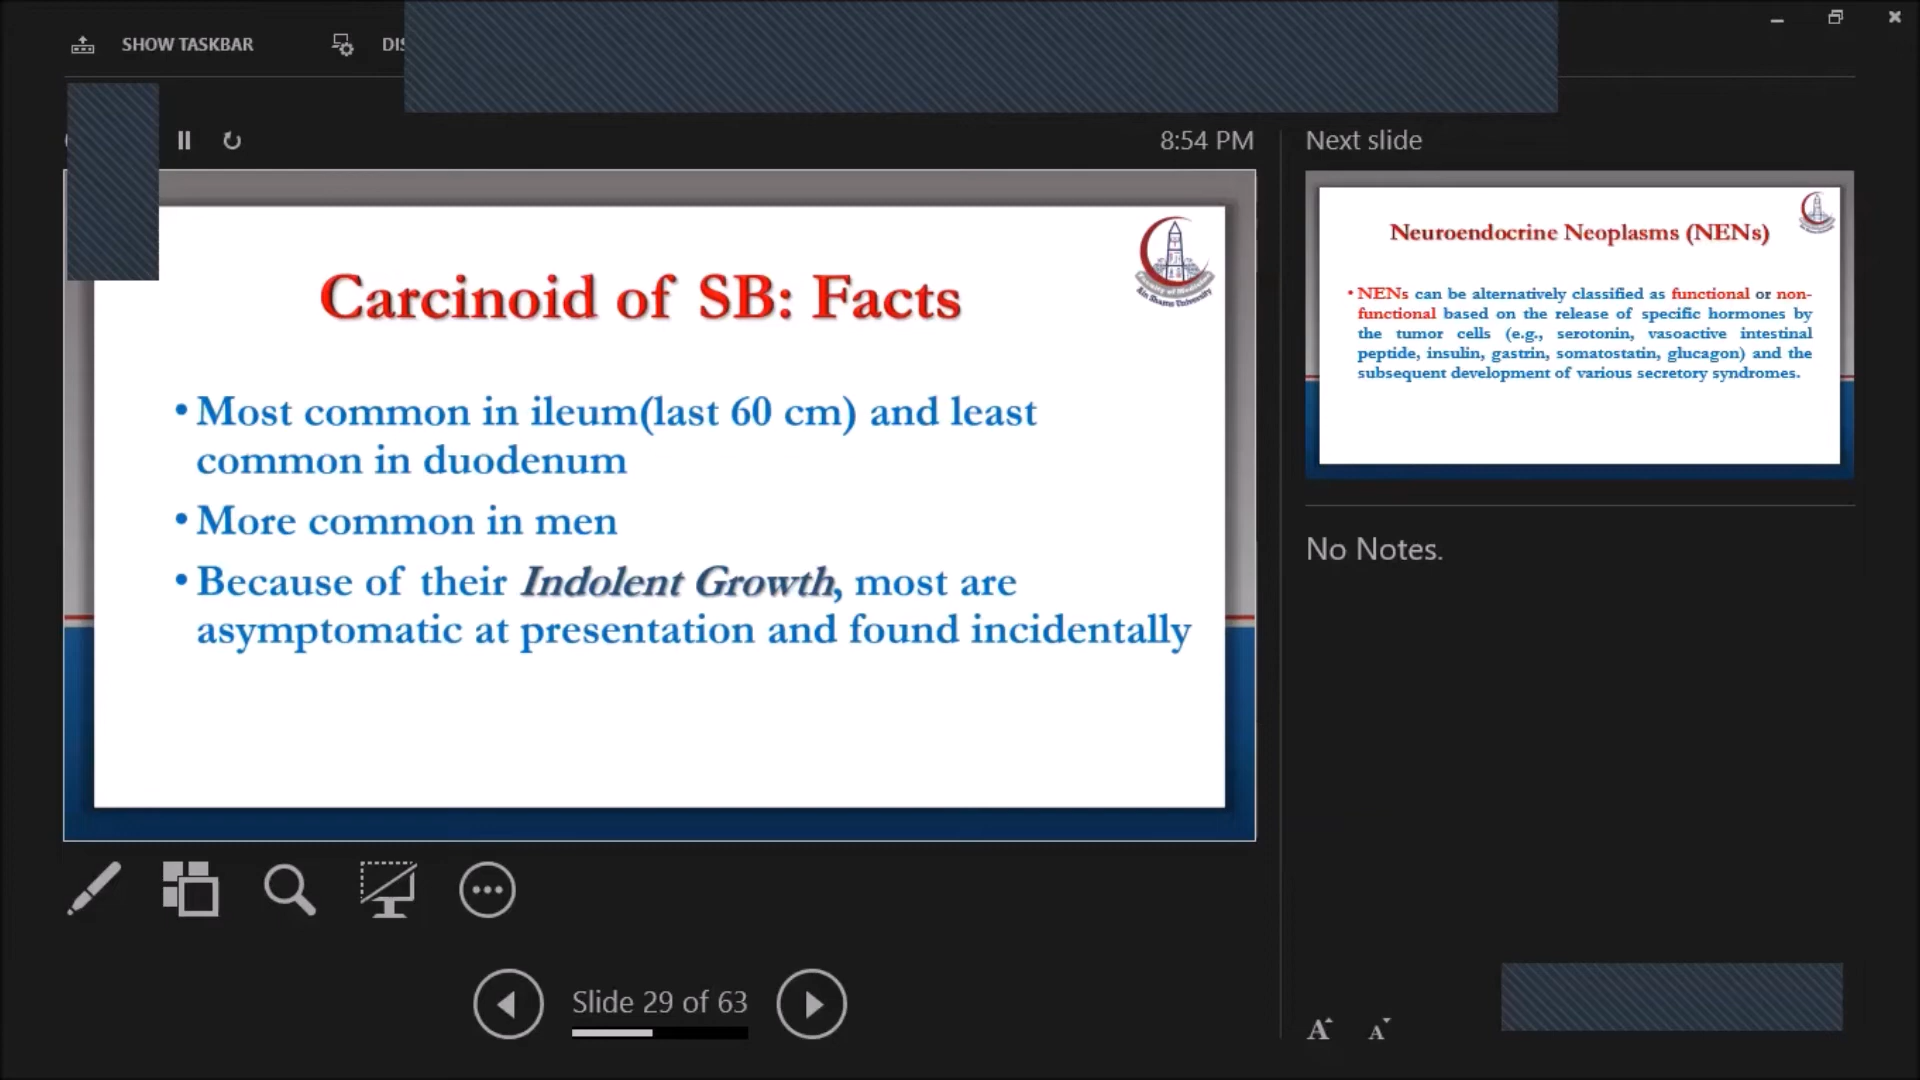 SHOW TASKBAR
8:54 PM
Next slide
Carcinoid of SB: Facts
Ain Shams University
• Most common in ileum(last 60 cm) and least
common in duodenum
• More common in men
• Because of their Indolent Growth, most are
asymptomatic at presentation and found incidentally
Neuroendocrine Neoplasms (NENs)
• NENs can be alternatively classified as functional or non-
functional based on the release of specific hormones by
the tumor cells (e.g., serotonin, vasoactive intestinal
peptide, insulin, gastrin, somatostatin, glucagon) and the
subsequent development of various secretory syndromes.
No Notes.
Slide 29 of 63
A A